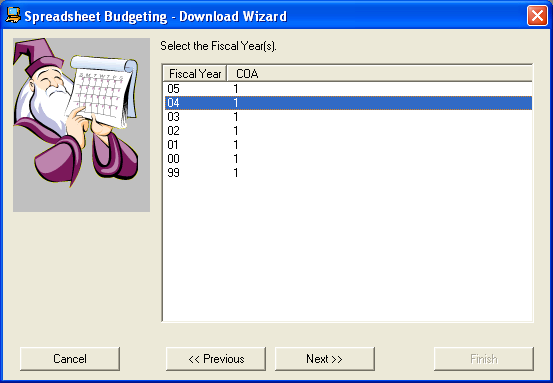 Spreadsheet Budgeting - Download Wizard
Select the Fiscal Year(s).
Fiscal Year COA
05 1
04 1
03 1
02 1
01 1
00 1
99 1
S M T W T F S
Cancel << Previous Next >> Finish